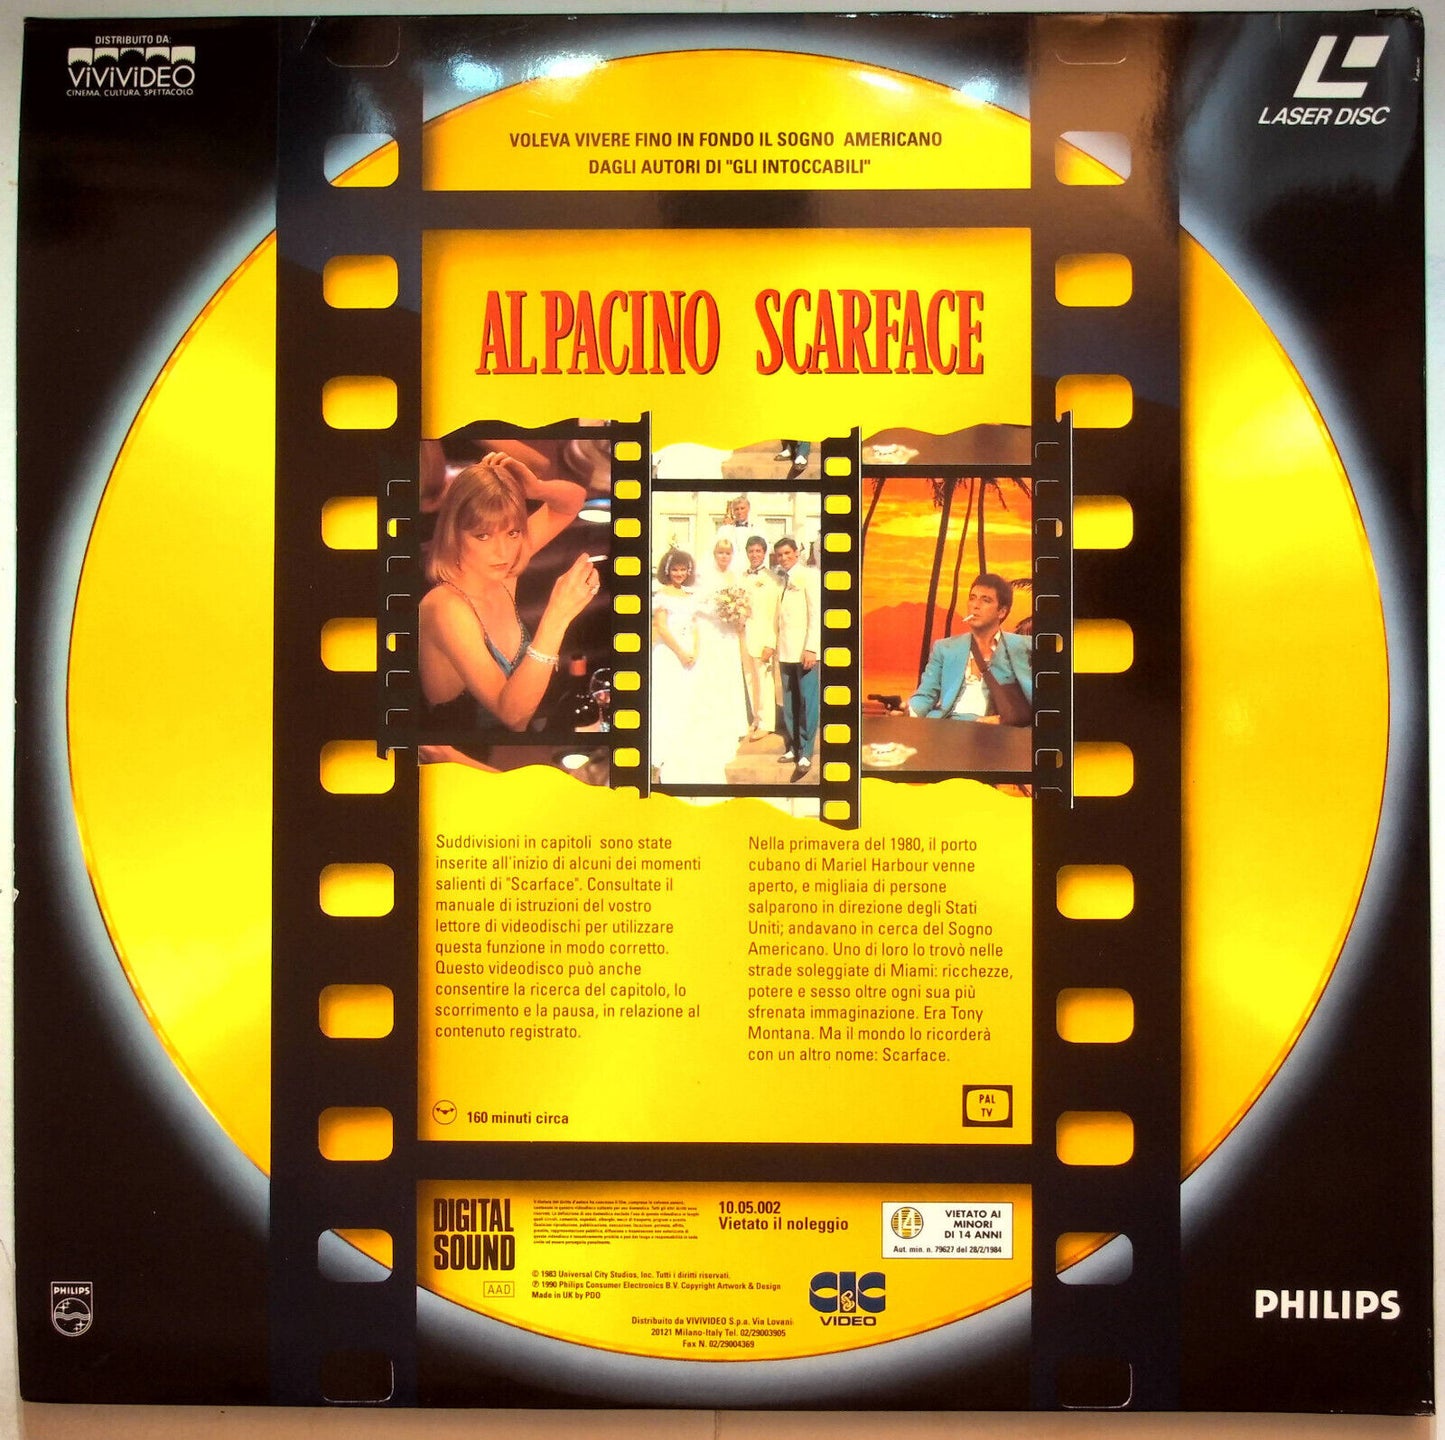 DISTRIBUITO DA:
ViViViDEO
CINEMA, CULTURA, SPETTACOLO
LASER DISC
VOLEVA VIVERE FINO IN FONDO IL SOGNO AMERICANO
DAGLI AUTORI DI "GLI INTOCCABILI"
AL PACINO SCARFACE
Suddivisioni in capitoli sono state
inserite all'inizio di alcuni dei momenti
salienti di "Scarface". Consultate il
manuale di istruzioni del vostro
lettore di videodischi per utilizzare
questa funzione in modo corretto.
Questo videodisco può anche
consentire la ricerca del capitolo, lo
scorrimento e la pausa, in relazione al
contenuto registrato.
Nella primavera del 1980, il porto
cubano di Mariel Harbour venne
aperto, e migliaia di persone
salparono in direzione degli Stati
Uniti; andavano in cerca del Sogno
Americano. Uno di loro lo trovò nelle
strade soleggiate di Miami: ricchezze,
potere e sesso oltre ogni sua più
sfrenata immaginazione. Era Tony
Montana. Ma il mondo lo ricorderà
con un altro nome: Scarface.
160 minuti circa
PAL
TV
DIGITAL
SOUND
AAD
10.05.002
Vietato il noleggio
14
VIETATO AI
MINORI
DI 14 ANNI
Aut. min. n. 79627 del 28/2/1984
© 1983 Universal City Studios, Inc. Tutti i diritti riservati.
℗ 1990 Philips Consumer Electronics B.V. Copyright Artwork & Design
Made in UK by PDO
CIC
VIDEO
Distribuito da VIVIVIDEO S.p.a. Via Lovani
20121 Milano-Italy Tel. 02/29003905
Fax N. 02/29004369
PHILIPS
PHILIPS